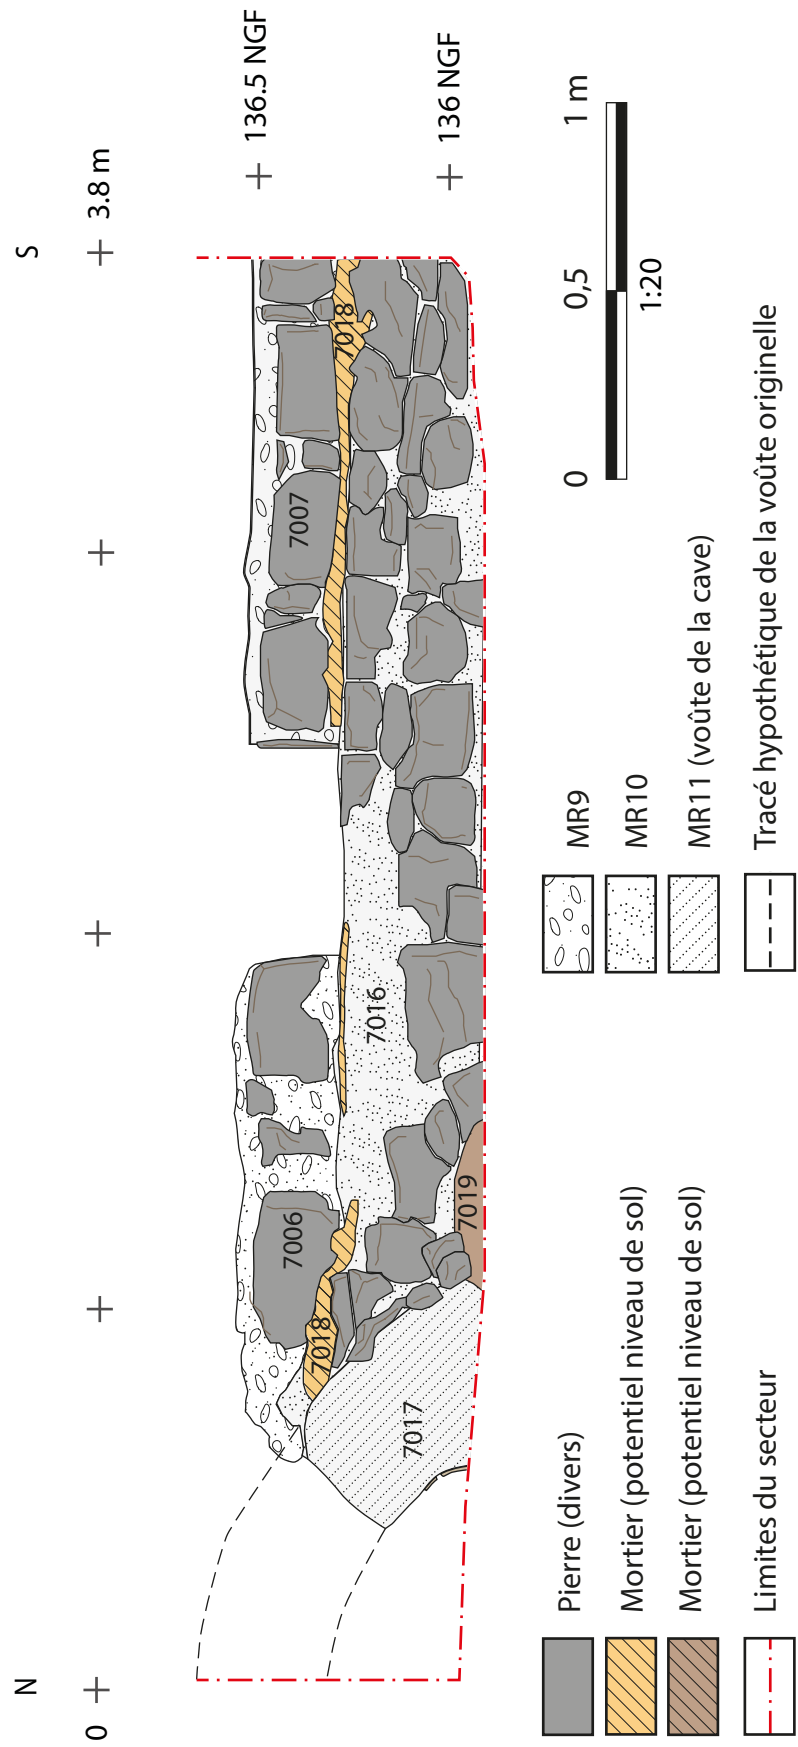 N
S
0
3.8 m
136.5 NGF
136 NGF
7006
7007
7018
7018
7016
7017
7019
Pierre (divers)
Mortier (potentiel niveau de sol)
Mortier (potentiel niveau de sol)
Limites du secteur
MR9
MR10
MR11 (voûte de la cave)
Tracé hypothétique de la voûte originelle
0
0,5
1 m
1:20